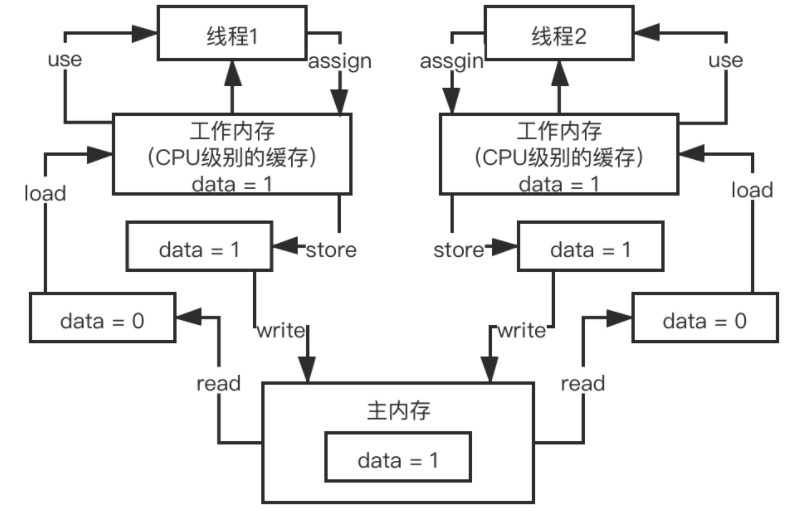 线程1
线程2
use
assign
assgin
use
工作内存
(CPU级别的缓存)
data = 1
工作内存
(CPU级别的缓存)
data = 1
load
load
data = 1
store
store
data = 1
data = 0
data = 0
write
write
read
read
主内存
data = 1